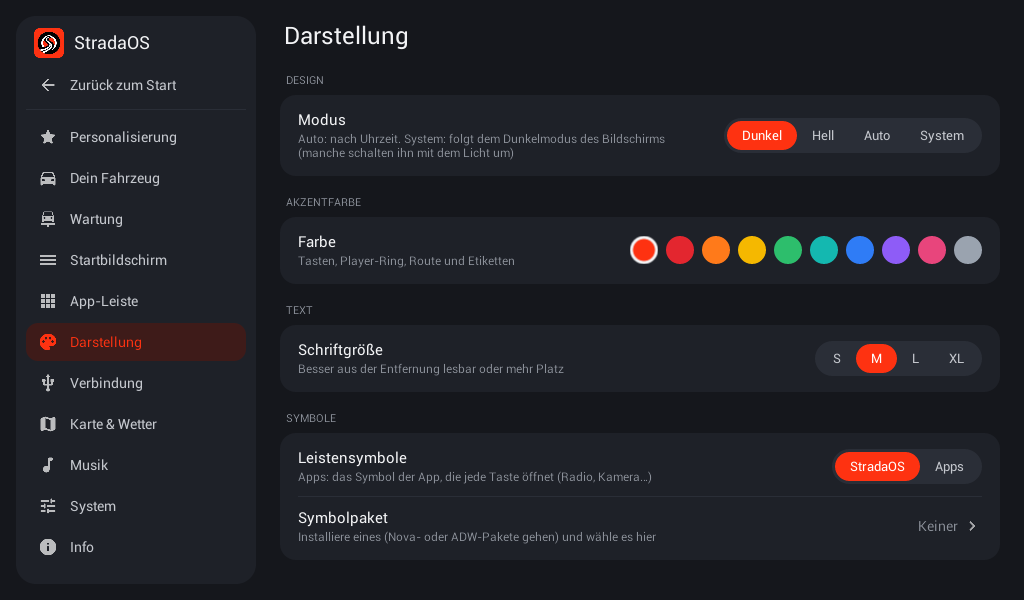 StradaOS
Zurück zum Start
Personalisierung
Dein Fahrzeug
Wartung
Startbildschirm
App-Leiste
Darstellung
Verbindung
Karte & Wetter
Musik
System
Info
Darstellung
DESIGN
Modus
Auto: nach Uhrzeit. System: folgt dem Dunkelmodus des Bildschirms
(manche schalten ihn mit dem Licht um)
Dunkel Hell Auto System
AKZENTFARBE
Farbe
Tasten, Player-Ring, Route und Etiketten
TEXT
Schriftgröße
Besser aus der Entfernung lesbar oder mehr Platz
S M L XL
SYMBOLE
Leistensymbole
Apps: das Symbol der App, die jede Taste öffnet (Radio, Kamera...)
StradaOS Apps
Symbolpaket
Installiere eines (Nova- oder ADW-Pakete gehen) und wähle es hier
Keiner